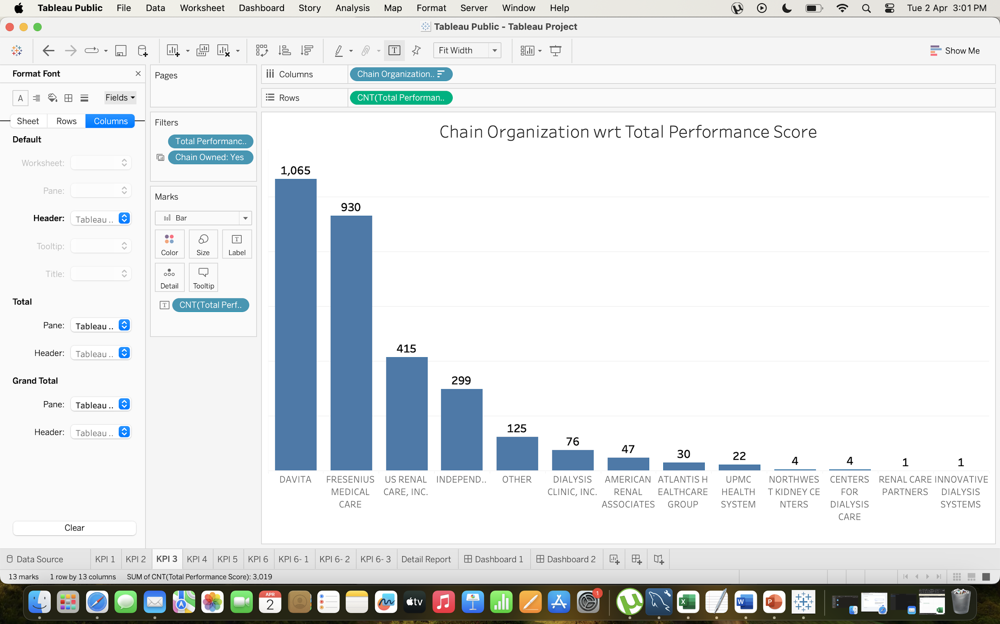 Tableau Public File Data Worksheet Dashboard Story Analysis Map Format Server Window Help Tue 2 Apr 3:01 PM
Tableau Public - Tableau Project
Fit Width
Show Me
Format Font
Fields
Sheet Rows Columns
Default
Worksheet:
Pane:
Header: Tableau ..
Tooltip:
Title:
Total
Pane: Tableau ..
Header: Tableau ..
Grand Total
Pane: Tableau ..
Header: Tableau ..
Clear
Pages
Filters
Total Performanc..
Chain Owned: Yes
Marks
Bar
Color Size Label
Detail Tooltip
CNT(Total Perf..
Columns Chain Organization..
Rows CNT(Total Performan..
Chain Organization wrt Total Performance Score
1,065
930
415
299
125
76
47
30
22
4
4
1
1
DAVITA
FRESENIUS
MEDICAL
CARE
US RENAL
CARE, INC.
INDEPEND..
OTHER
DIALYSIS
CLINIC, INC.
AMERICAN
RENAL
ASSOCIATES
ATLANTIS H
EALTHCARE
GROUP
UPMC
HEALTH
SYSTEM
NORTHWES
T KIDNEY CE
NTERS
CENTERS
FOR
DIALYSIS
CARE
RENAL CARE
PARTNERS
INNOVATIVE
DIALYSIS
SYSTEMS
Data Source KPI 1 KPI 2 KPI 3 KPI 4 KPI 5 KPI 6 KPI 6- 1 KPI 6- 2 KPI 6- 3 Detail Report Dashboard 1 Dashboard 2
13 marks 1 row by 13 columns SUM of CNT(Total Performance Score): 3,019
APR
2
tv
1